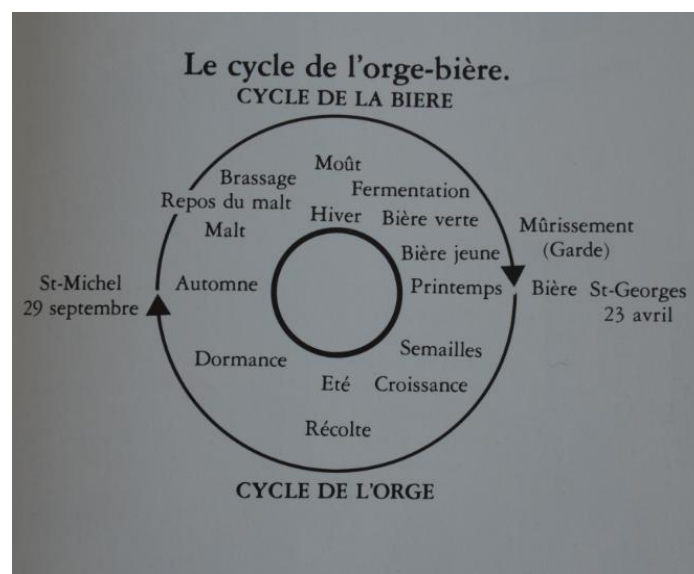 Le cycle de l'orge-bière.
CYCLE DE LA BIERE
Moût
Brassage
Fermentation
Repos du malt
Hiver
Bière verte
Malt
Mûrissement
(Garde)
Bière jeune
St-Michel
29 septembre
Automne
Printemps
Bière
St-Georges
23 avril
Semailles
Dormance
Eté
Croissance
Récolte
CYCLE DE L'ORGE